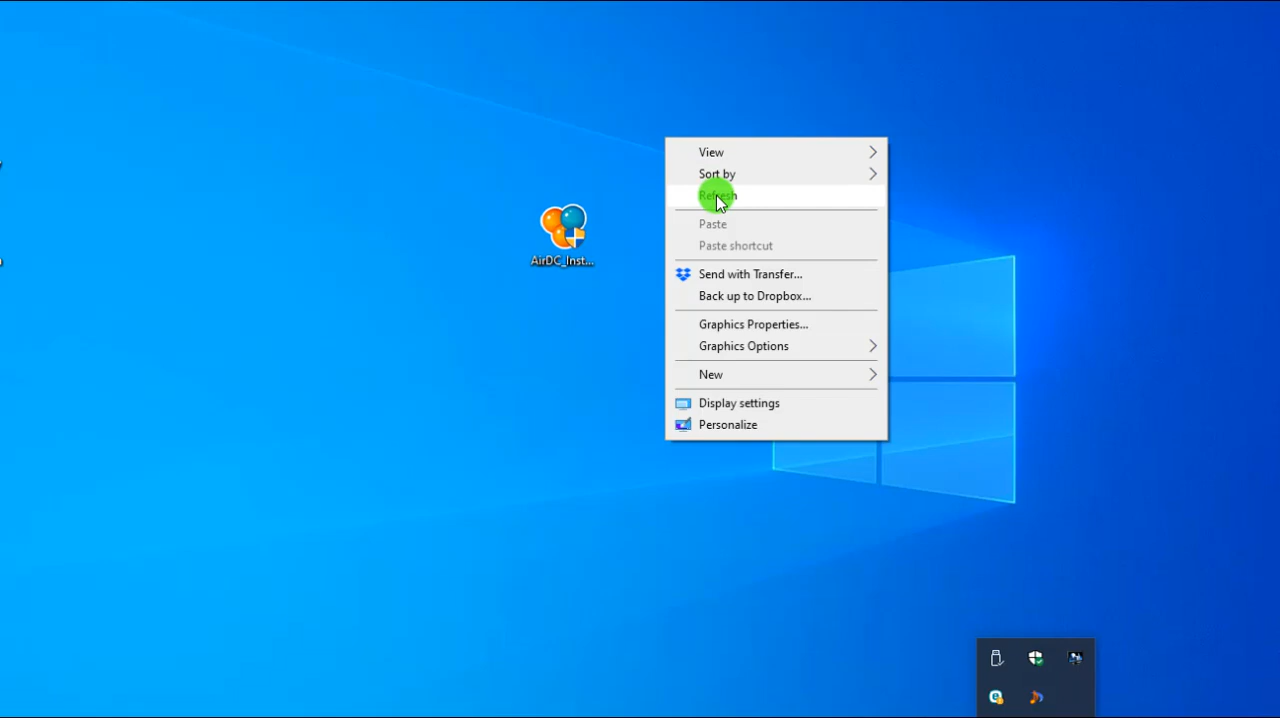 View
Sort by
Refresh
AirDC_Inst...
Paste
Paste shortcut
Send with Transfer...
Back up to Dropbox...
Graphics Properties...
Graphics Options
New
Display settings
Personalize